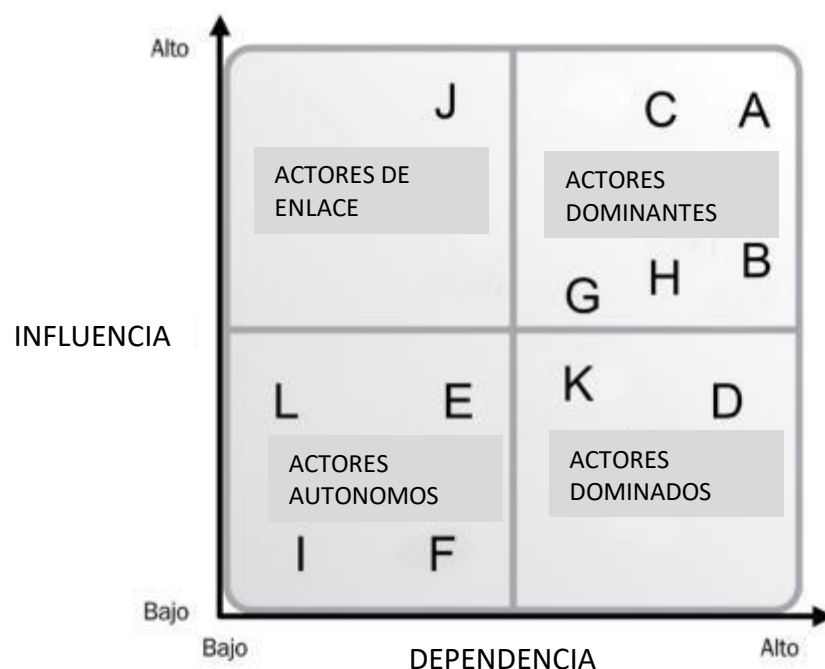 Alto
J
C A
ACTORES DE
ENLACE
ACTORES
DOMINANTES
G H B
INFLUENCIA
L E
K D
ACTORES
AUTONOMOS
ACTORES
DOMINADOS
I F
Bajo
Bajo
DEPENDENCIA
Alto